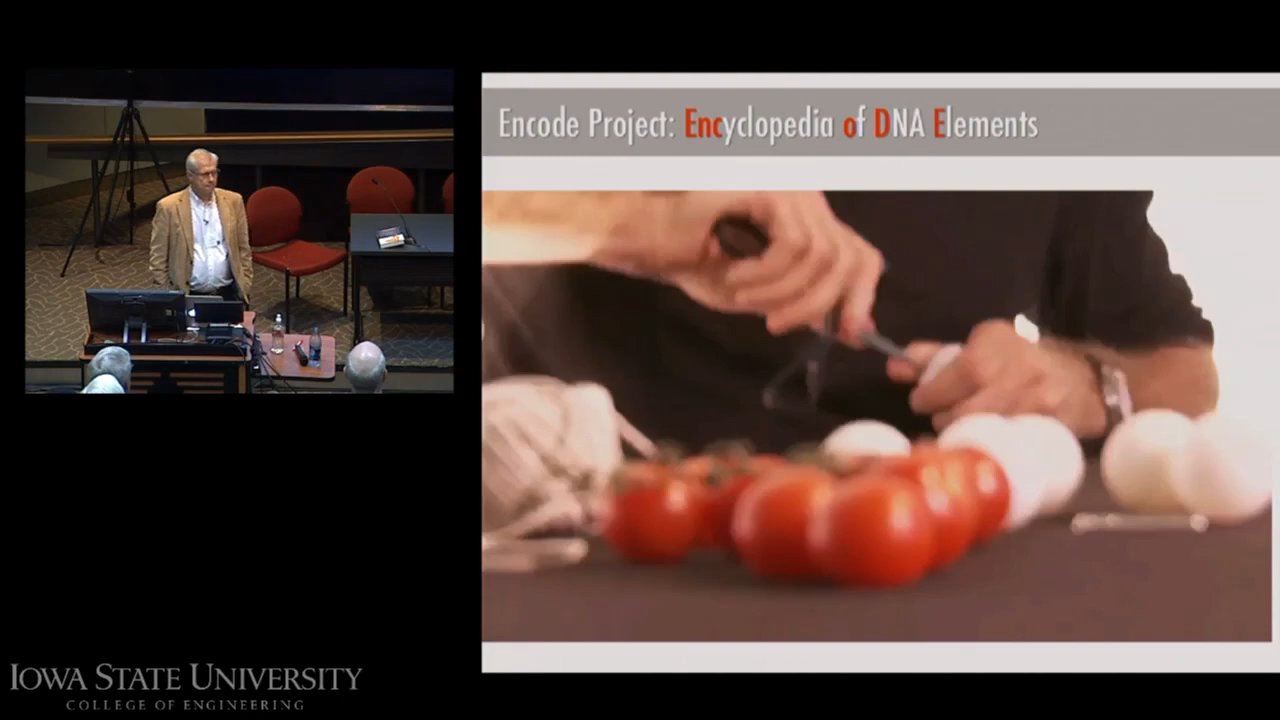 Encode Project: Encyclopedia of DNA Elements
IOWA STATE UNIVERSITY
COLLEGE OF ENGINEERING